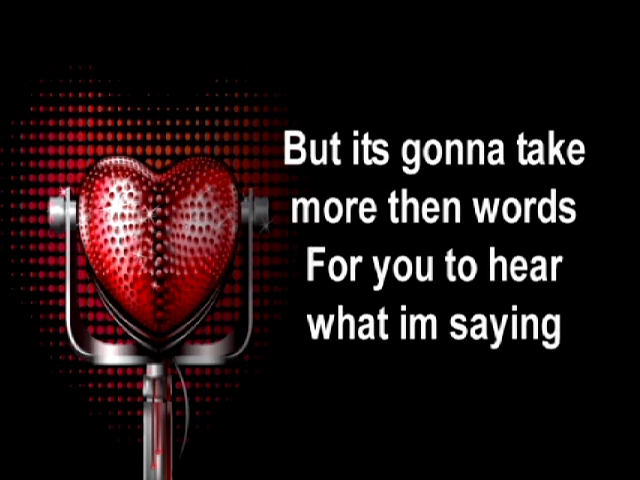 But its gonna take
more then words
For you to hear
what im saying